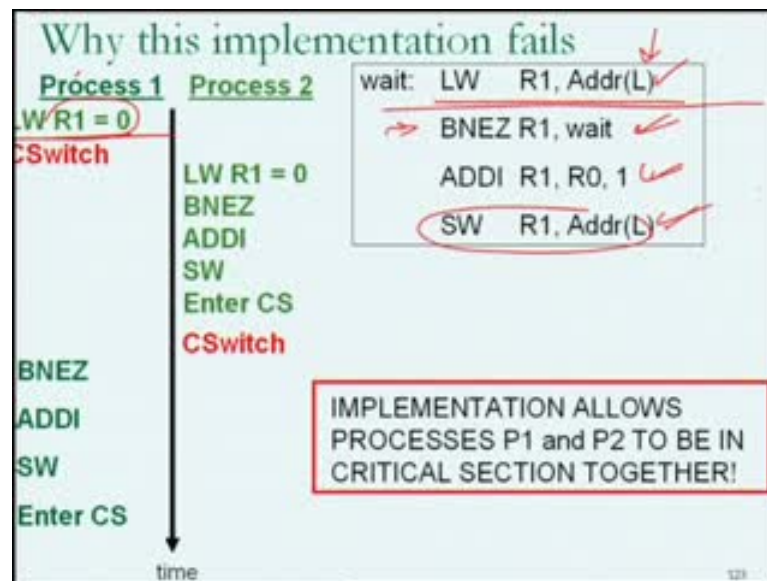 Why this implementation fails
Process 1 Process 2
LW R1 = 0
CSwitch
LW R1 = 0
BNEZ
ADDI
SW
Enter CS
CSwitch
BNEZ
ADDI
SW
Enter CS
time
wait: LW R1, Addr(L)
BNEZ R1, wait
ADDI R1, R0, 1
SW R1, Addr(L)
IMPLEMENTATION ALLOWS
PROCESSES P1 and P2 TO BE IN
CRITICAL SECTION TOGETHER!